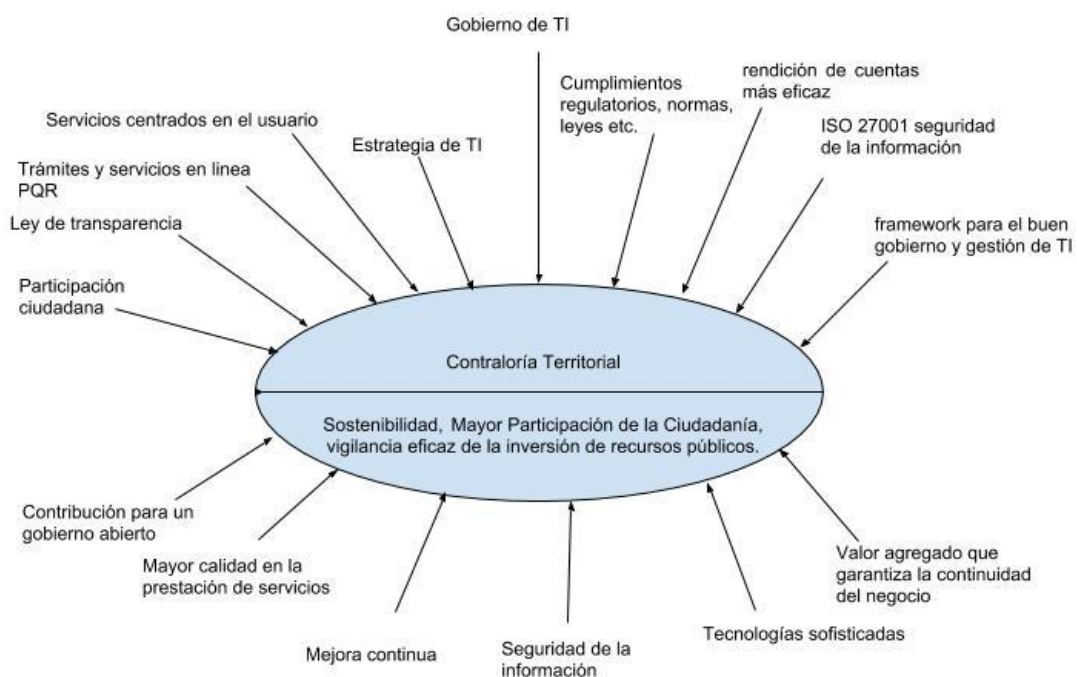 Gobierno de TI
Cumplimientos
regulatorios, normas,
leyes etc.
rendición de cuentas
más eficaz
ISO 27001 seguridad
de la información
Servicios centrados en el usuario
Estrategia de TI
Trámites y servicios en linea
PQR
Ley de transparencia
framework para el buen
gobierno y gestión de TI
Participación
ciudadana
Contraloría Territorial
Sostenibilidad, Mayor Participación de la Ciudadanía,
vigilancia eficaz de la inversión de recursos públicos.
Contribución para un
gobierno abierto
Mayor calidad en la
prestación de servicios
Mejora continua
Seguridad de la
información
Tecnologías sofisticadas
Valor agregado que
garantiza la continuidad
del negocio